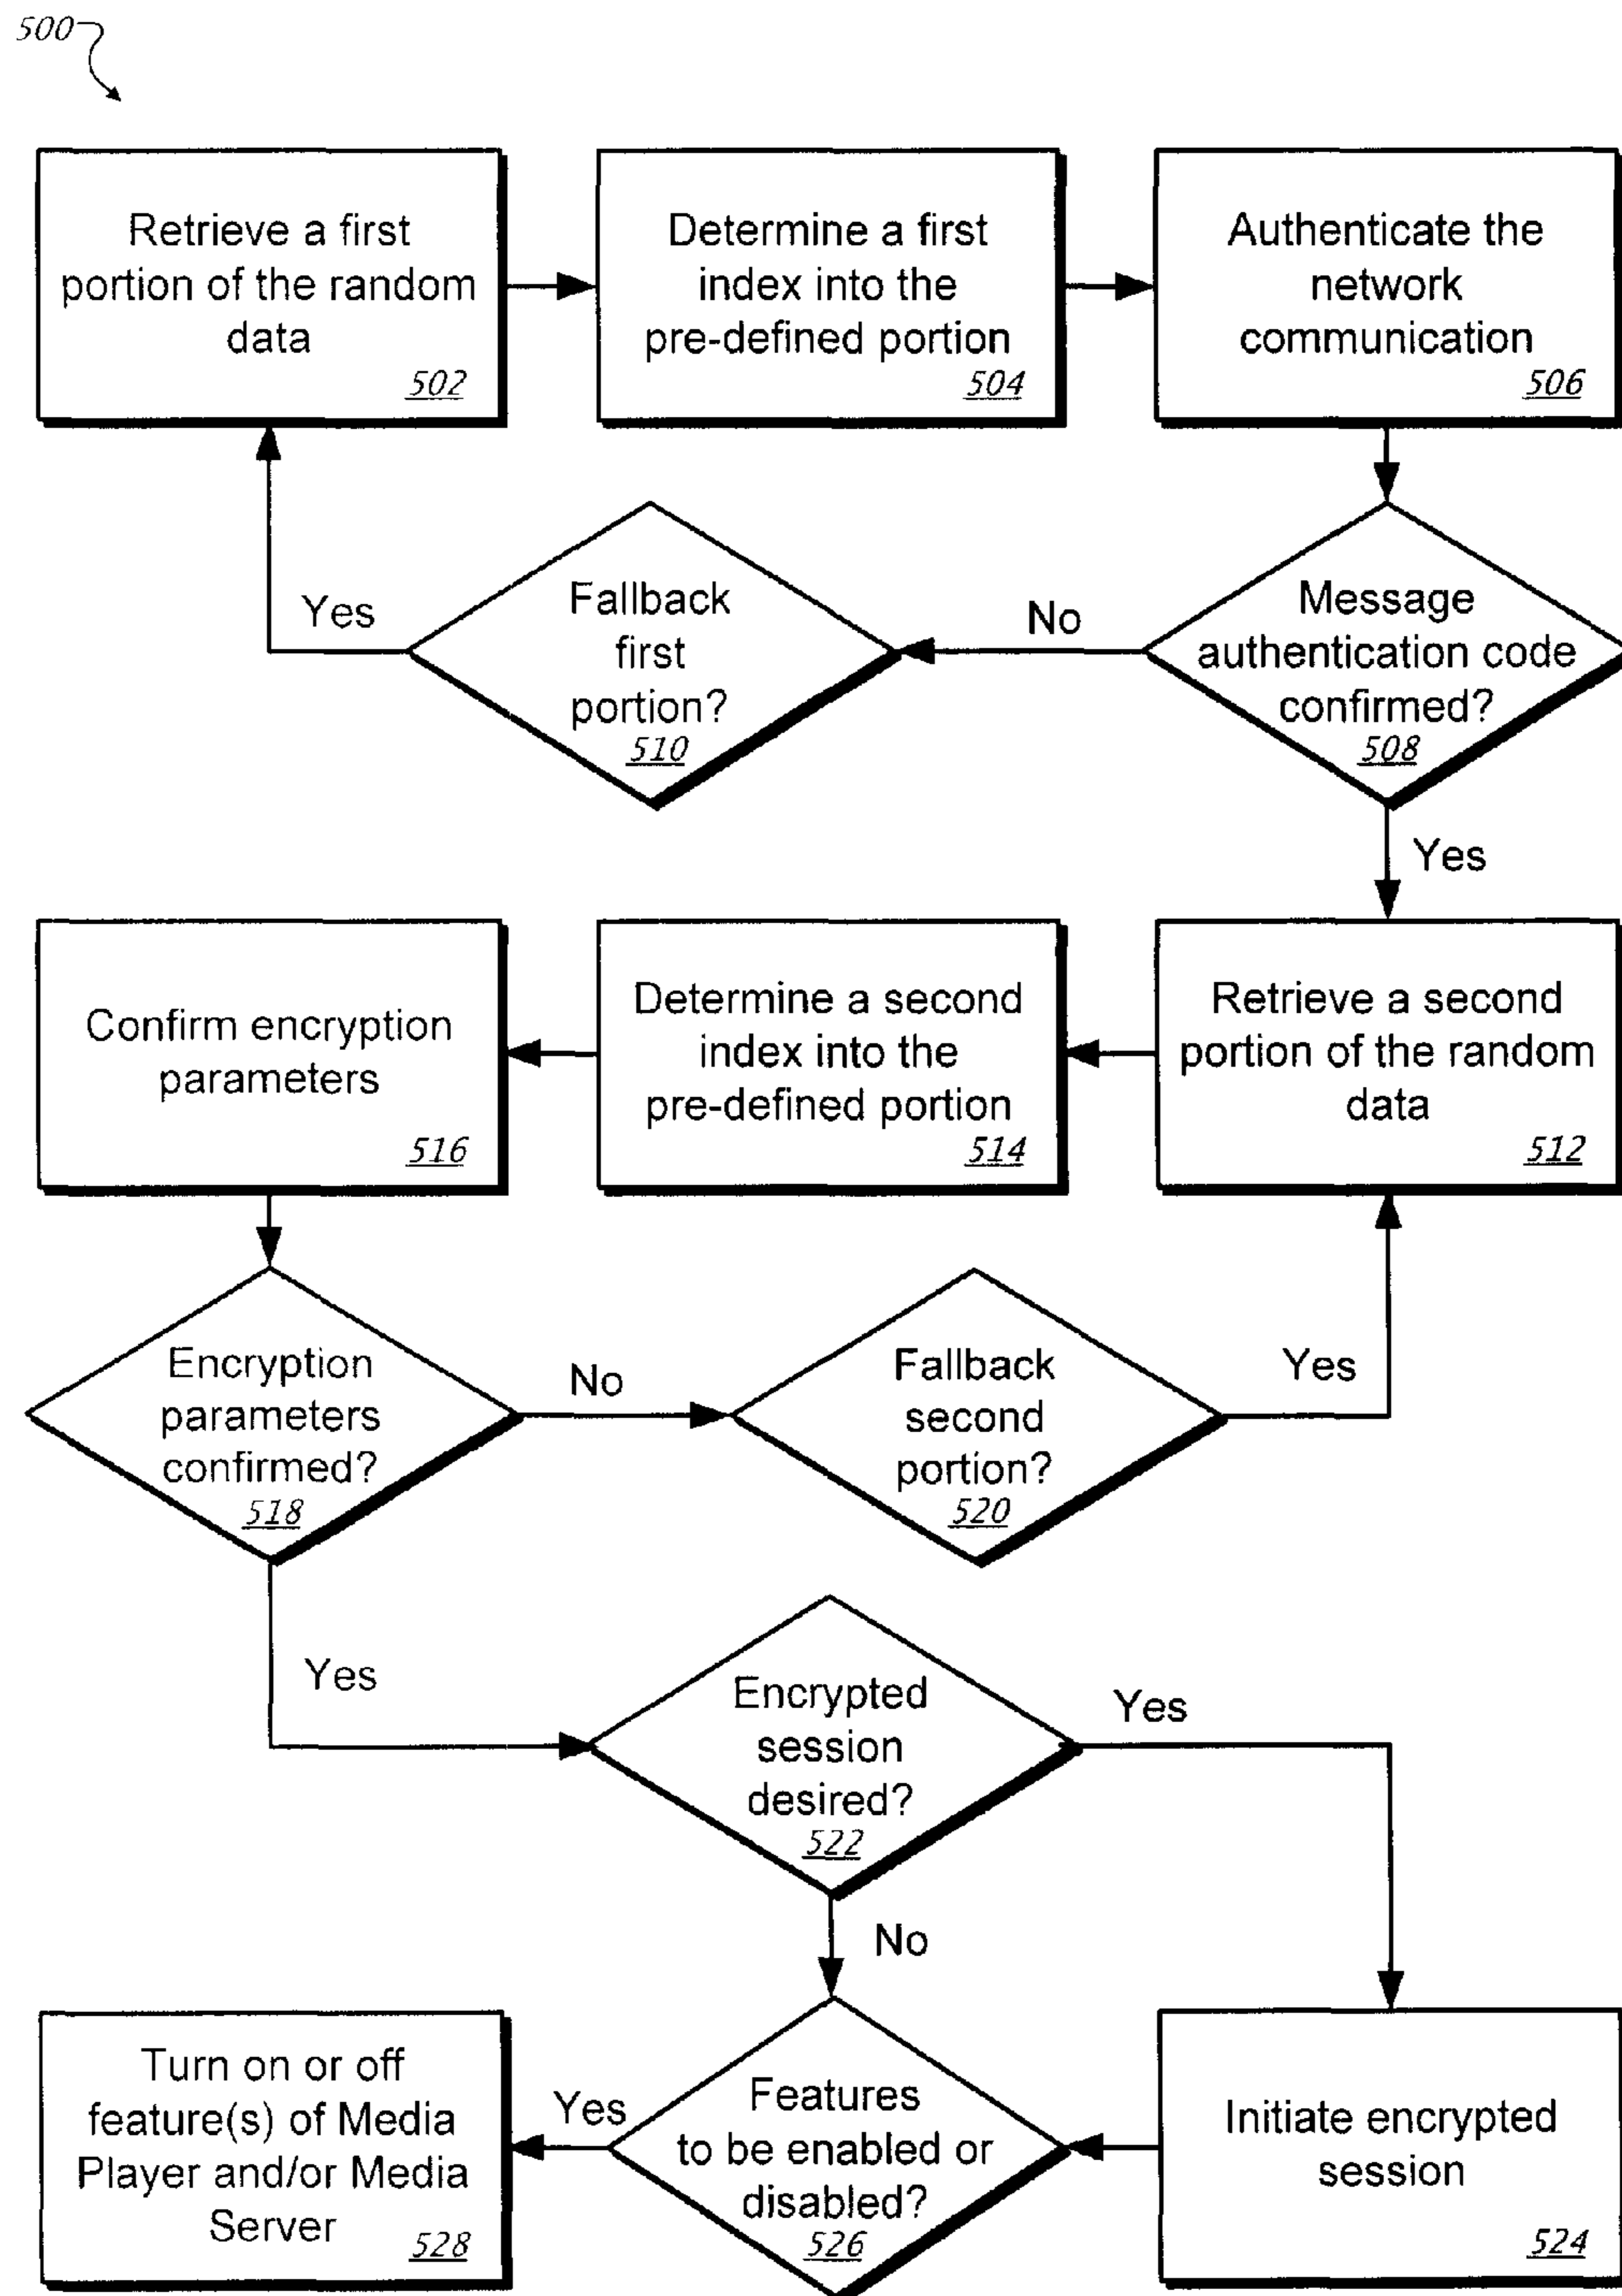 500
Retrieve a first
portion of the random
data
502
Determine a first
index into the
pre-defined portion
504
Authenticate the
network
communication
506
Message
authentication code
confirmed?
508
No
Fallback
first
portion?
510
Yes
Yes
Retrieve a second
portion of the random
data
512
Determine a second
index into the
pre-defined portion
514
Confirm encryption
parameters
516
Encryption
parameters
confirmed?
518
No
Fallback
second
portion?
520
Yes
Yes
Encrypted
session
desired?
522
Yes
No
Initiate encrypted
session
524
Features
to be enabled or
disabled?
526
Yes
Turn on or off
feature(s) of Media
Player and/or Media
Server
528